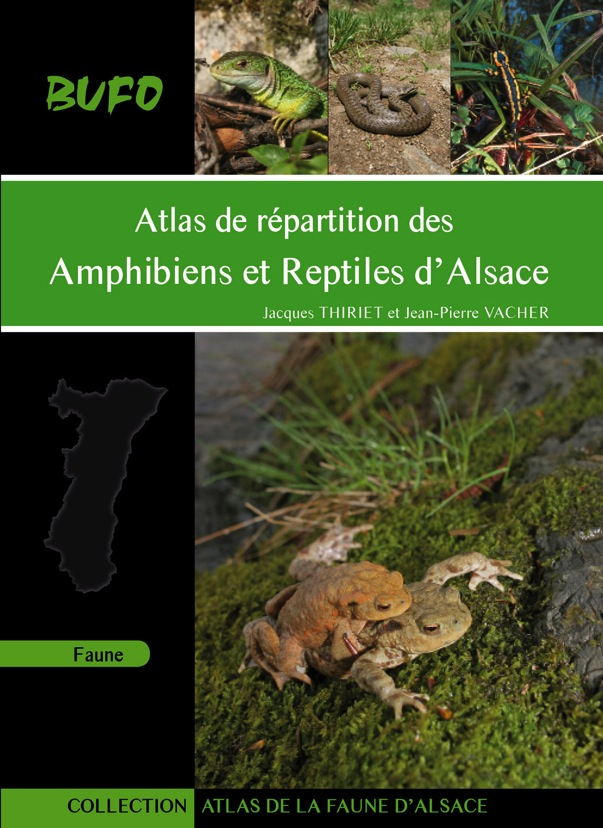 BUFO
Atlas de répartition des
Amphibiens et Reptiles d’Alsace
Jacques THIRIET et Jean-Pierre VACHER
Faune
COLLECTION ATLAS DE LA FAUNE D’ALSACE